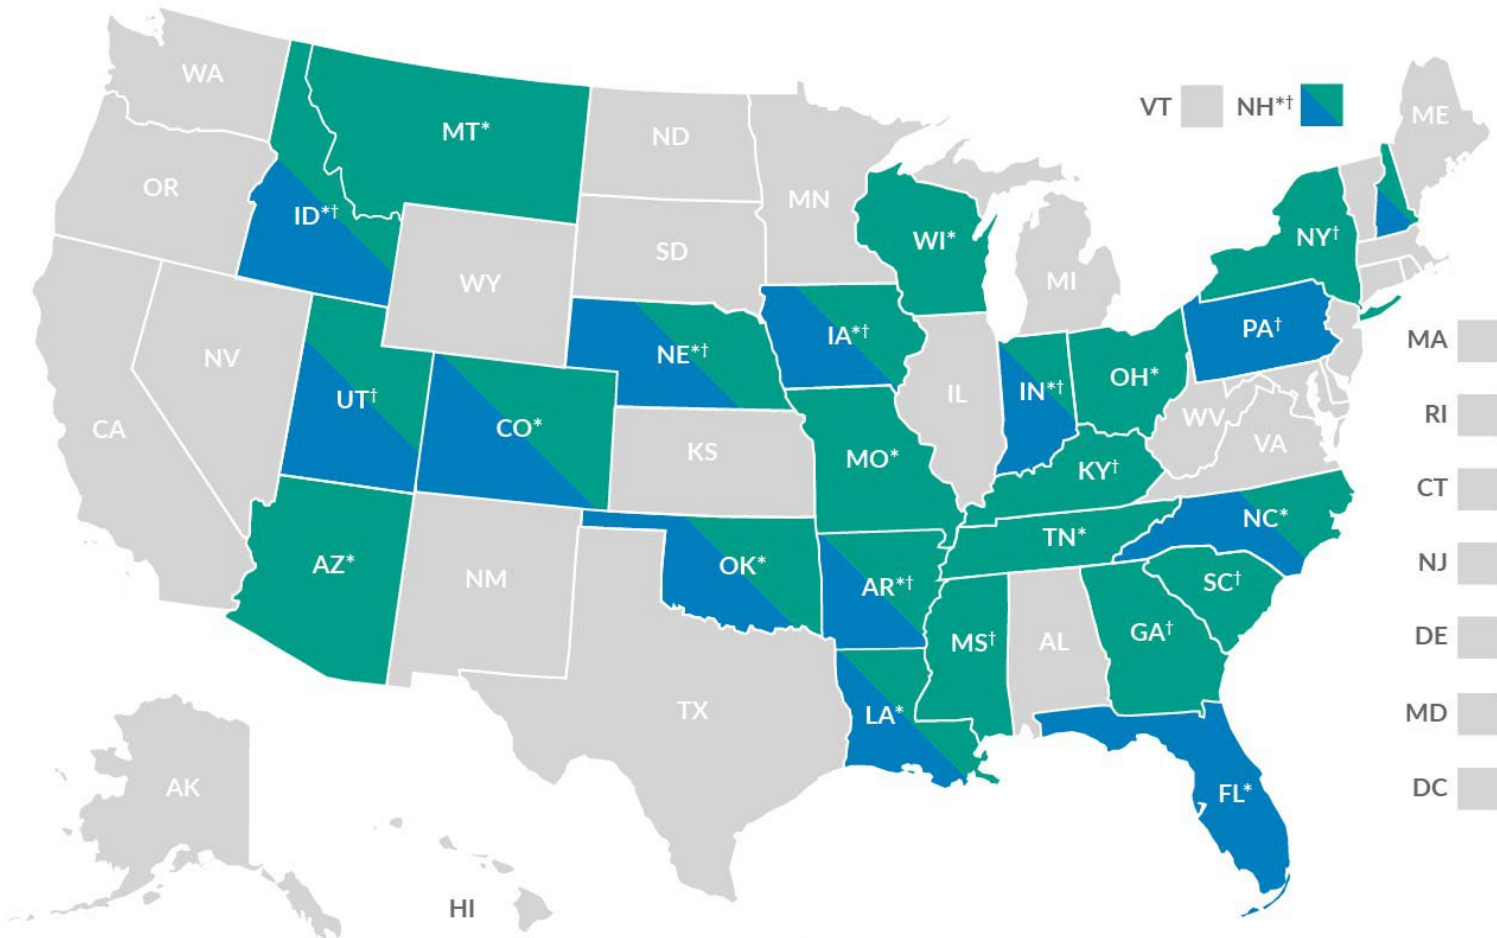 WA
MT*
ND
VT
NH*†
ME
OR
ID*†
MN
WI*
NY†
SD
WY
MI
NV
NE*†
IA*†
PA†
MA
UT†
CO*
IL
IN*†
OH*
CA
KS
MO*
KY†
WV
VA
RI
CT
AZ*
NM
OK*
AR*†
TN*
NC*
SC†
NJ
MS†
AL
GA†
DE
TX
LA*
MD
AK
FL*
DC
HI